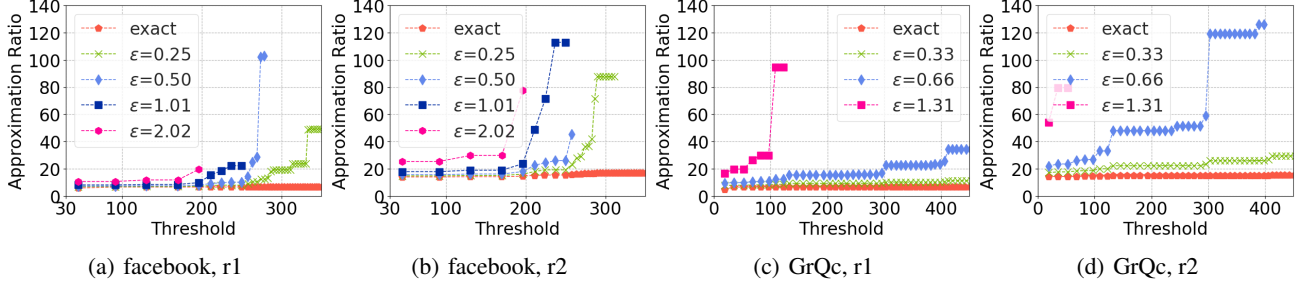 Approximation Ratio
140
120
100
80
60
40
20
0
exact
ε=0.25
ε=0.50
ε=1.01
ε=2.02
30 100 200 300
Threshold
(a) facebook, r1
Approximation Ratio
140
120
100
80
60
40
20
0
exact
ε=0.25
ε=0.50
ε=1.01
ε=2.02
30 100 200 300
Threshold
(b) facebook, r2
Approximation Ratio
140
120
100
80
60
40
20
0
exact
ε=0.33
ε=0.66
ε=1.31
0 100 200 300 400
Threshold
(c) GrQc, r1
Approximation Ratio
140
120
100
80
60
40
20
0
exact
ε=0.33
ε=0.66
ε=1.31
0 100 200 300 400
Threshold
(d) GrQc, r2